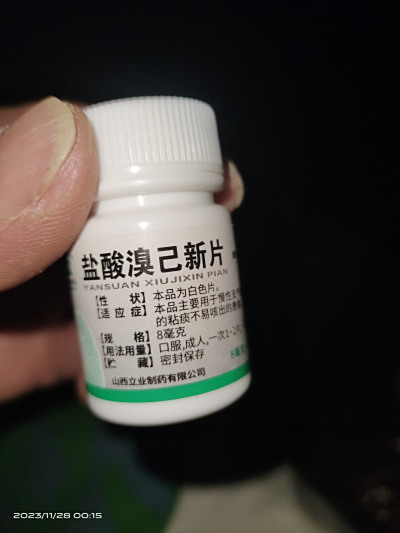 盐酸溴己新片
YANSUAN XIUJIXIN PIAN
【性 状】本品为白色片。
【适 应 症】本品主要用于慢性支气
的粘痰不易咳出的患
【规 格】8毫克
【用法用量】口服,成人,一次1-2片
【贮 藏】密封保存
山西立业制药有限公司
2023/11/28 00:15